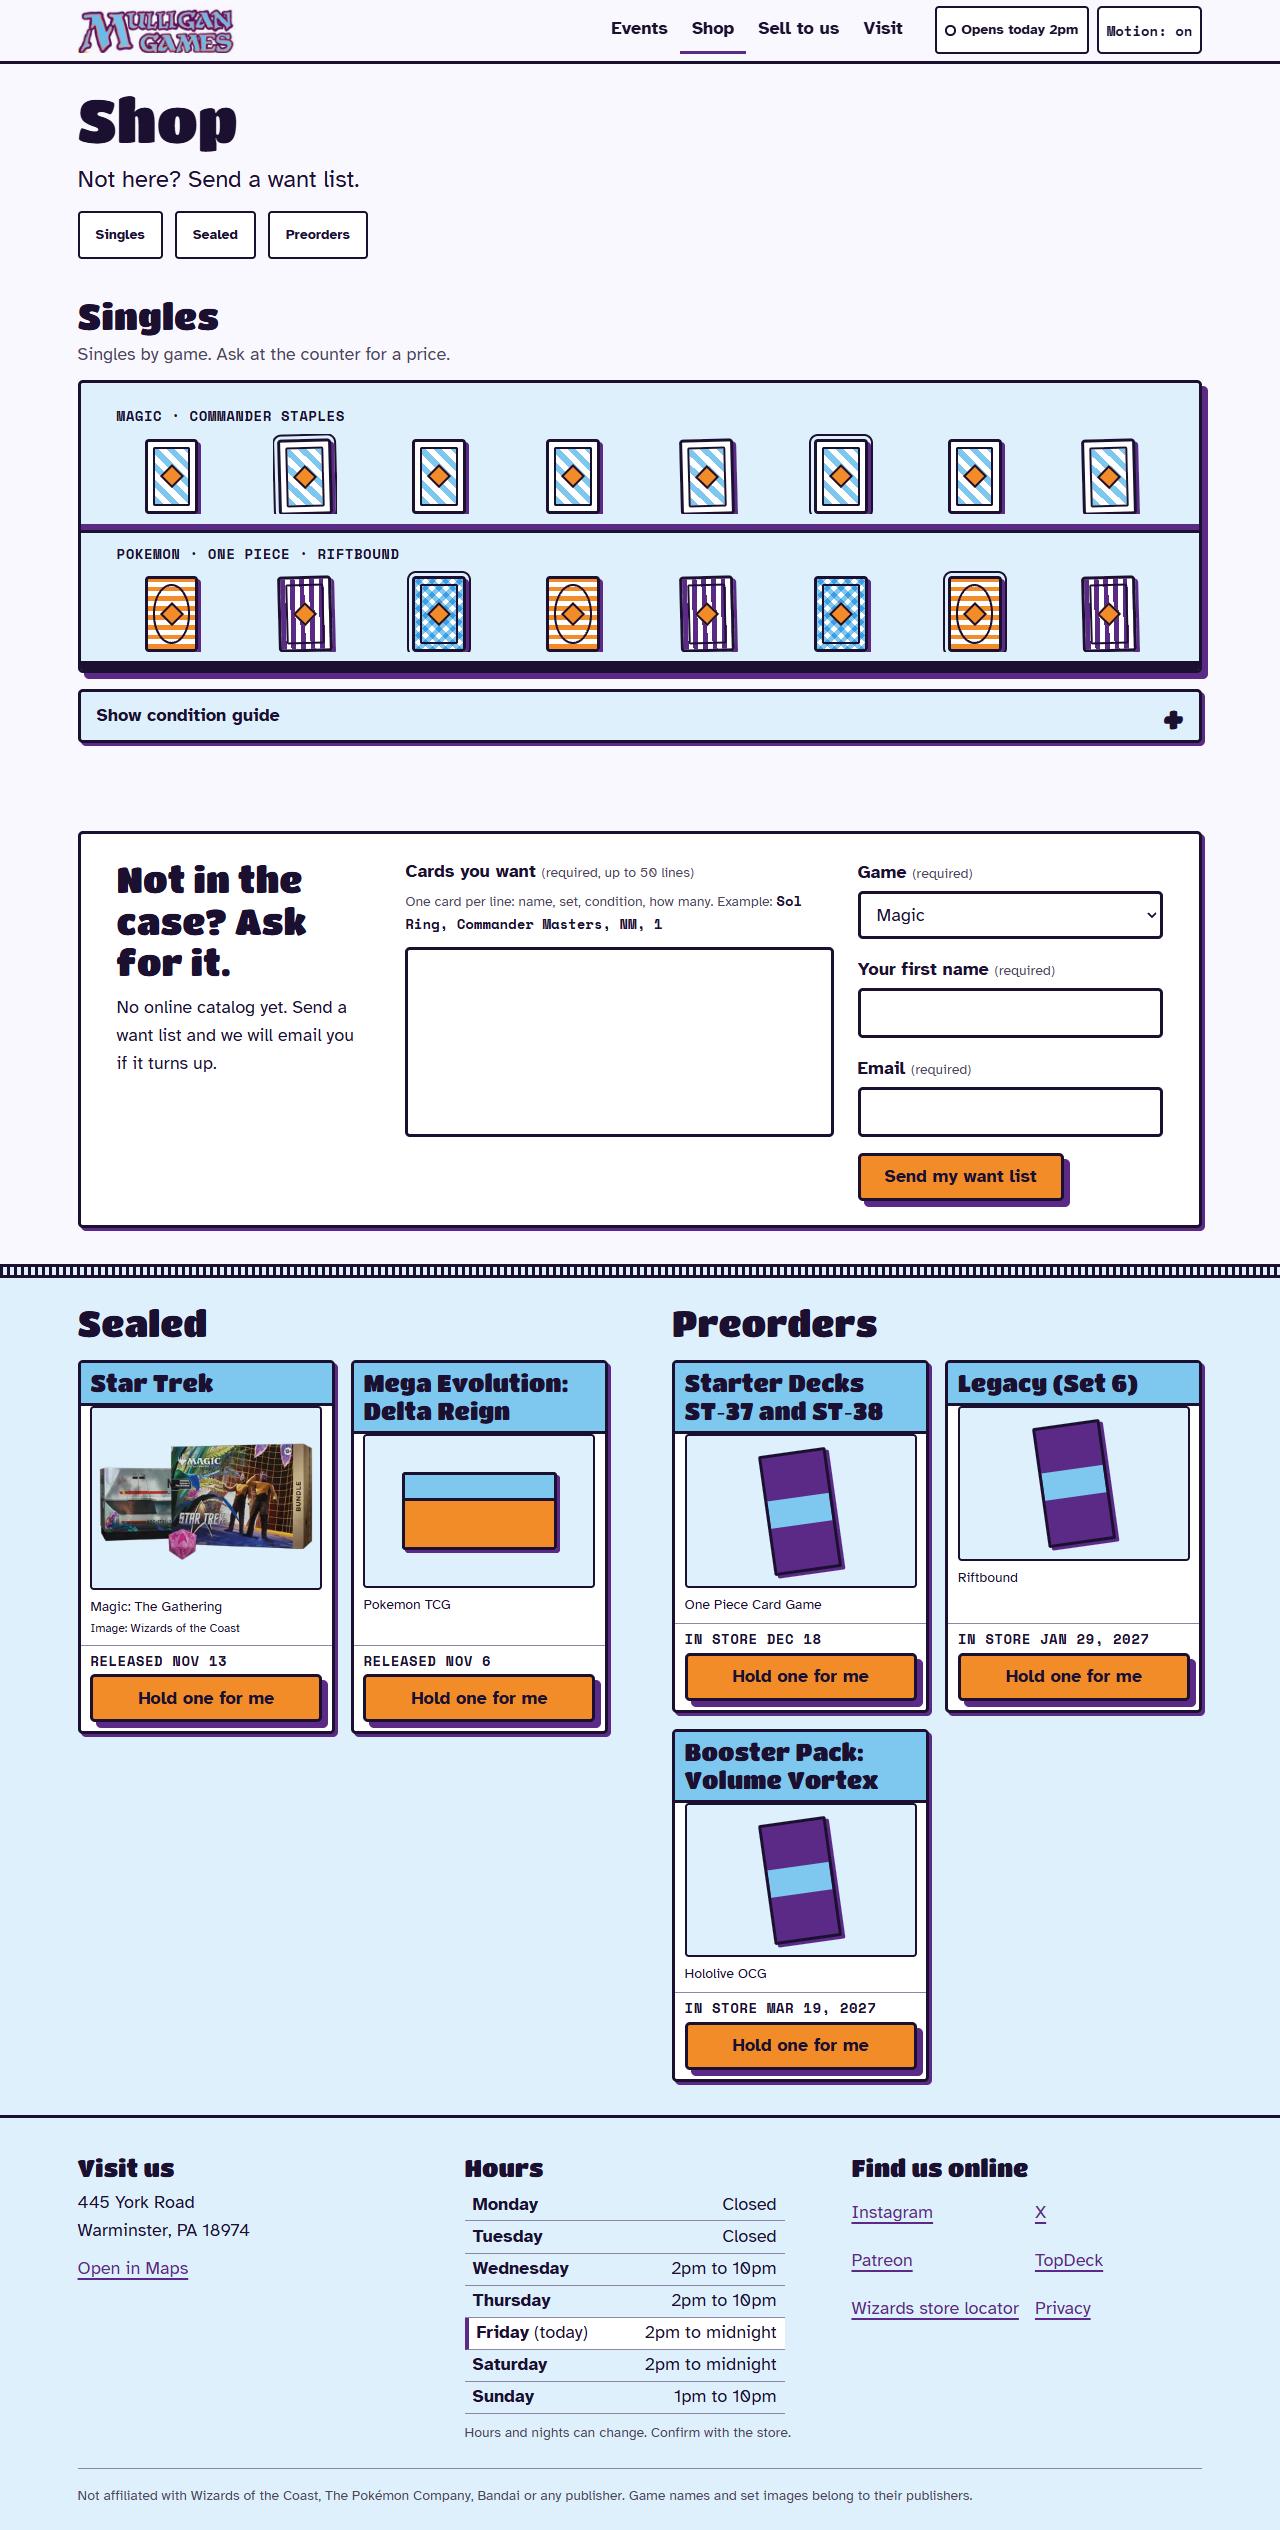 MULLIGAN
GAMES
Events
Shop
Sell to us
Visit
Opens today 2pm
Motion: on
Shop
Not here? Send a want list.
Singles
Sealed
Preorders
Singles
Singles by game. Ask at the counter for a price.
MAGIC · COMMANDER STAPLES
POKEMON · ONE PIECE · RIFTBOUND
Show condition guide
Not in the
case? Ask
for it.
No online catalog yet. Send a
want list and we will email you
if it turns up.
Cards you want (required, up to 50 lines)
One card per line: name, set, condition, how many. Example: Sol
Ring, Commander Masters, NM, 1
Game (required)
Magic
Your first name (required)
Email (required)
Send my want list
Sealed
Star Trek
MAGIC
STAR TREK
BUNDLE
Magic: The Gathering
Image: Wizards of the Coast
RELEASED NOV 13
Hold one for me
Mega Evolution:
Delta Reign
Pokemon TCG
RELEASED NOV 6
Hold one for me
Preorders
Starter Decks
ST-37 and ST-38
One Piece Card Game
IN STORE DEC 18
Hold one for me
Legacy (Set 6)
Riftbound
IN STORE JAN 29, 2027
Hold one for me
Booster Pack:
Volume Vortex
Hololive OCG
IN STORE MAR 19, 2027
Hold one for me
Visit us
445 York Road
Warminster, PA 18974
Open in Maps
Hours
Monday Closed
Tuesday Closed
Wednesday 2pm to 10pm
Thursday 2pm to 10pm
Friday (today) 2pm to midnight
Saturday 2pm to midnight
Sunday 1pm to 10pm
Hours and nights can change. Confirm with the store.
Find us online
Instagram
X
Patreon
TopDeck
Wizards store locator
Privacy
Not affiliated with Wizards of the Coast, The Pokémon Company, Bandai or any publisher. Game names and set images belong to their publishers.